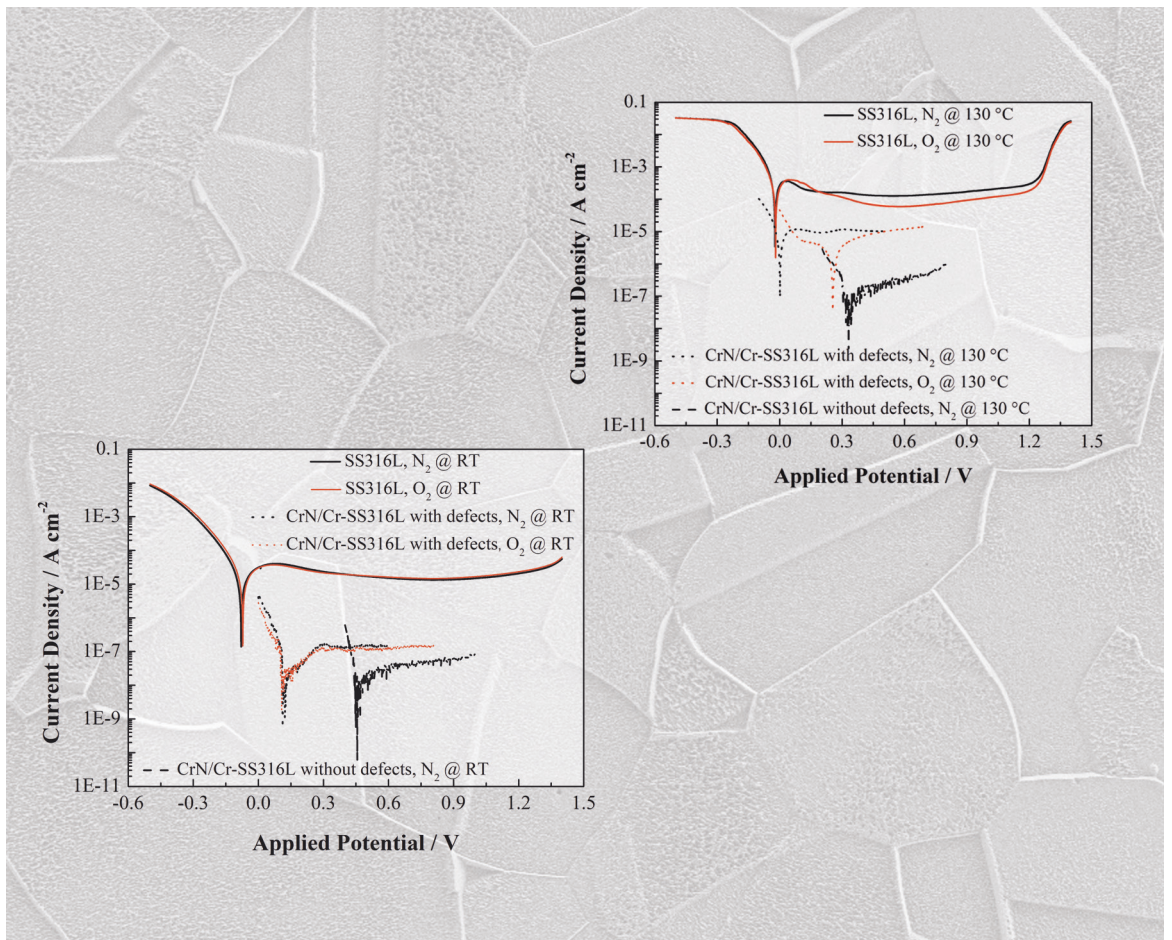 0.1
1E-3
1E-5
1E-7
1E-9
1E-11
Current Density / A cm-2
SS316L, N2 @ 130 °C
SS316L, O2 @ 130 °C
CrN/Cr-SS316L with defects, N2 @ 130 °C
CrN/Cr-SS316L with defects, O2 @ 130 °C
CrN/Cr-SS316L without defects, N2 @ 130 °C
-0.6 -0.3 0.0 0.3 0.6 0.9 1.2 1.5
Applied Potential / V
0.1
1E-3
1E-5
1E-7
1E-9
1E-11
Current Density / A cm-2
SS316L, N2 @ RT
SS316L, O2 @ RT
CrN/Cr-SS316L with defects, N2 @ RT
CrN/Cr-SS316L with defects, O2 @ RT
CrN/Cr-SS316L without defects, N2 @ RT
-0.6 -0.3 0.0 0.3 0.6 0.9 1.2 1.5
Applied Potential / V